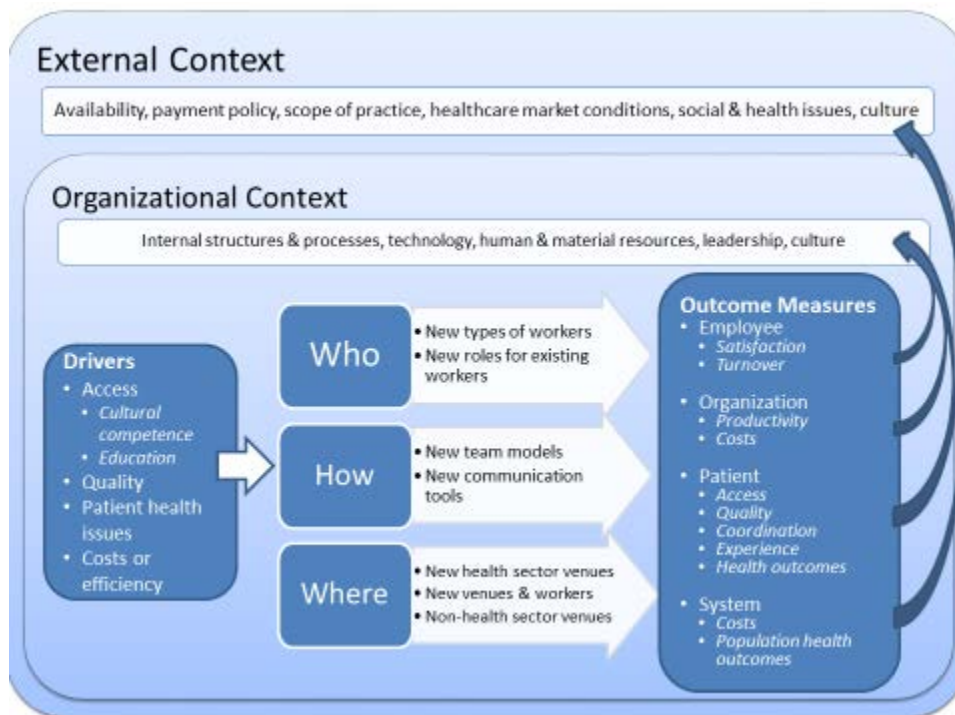 External Context
Availability, payment policy, scope of practice, healthcare market conditions, social & health issues, culture
Organizational Context
Internal structures & processes, technology, human & material resources, leadership, culture
Drivers
• Access
• Cultural
competence
• Education
• Quality
• Patient health
issues
• Costs or
efficiency
Who
• New types of workers
• New roles for existing
workers
How
• New team models
• New communication
tools
Where
• New health sector venues
• New venues & workers
• Non-health sector venues
Outcome Measures
• Employee
• Satisfaction
• Turnover
• Organization
• Productivity
• Costs
• Patient
• Access
• Quality
• Coordination
• Experience
• Health outcomes
• System
• Costs
• Population health
outcomes